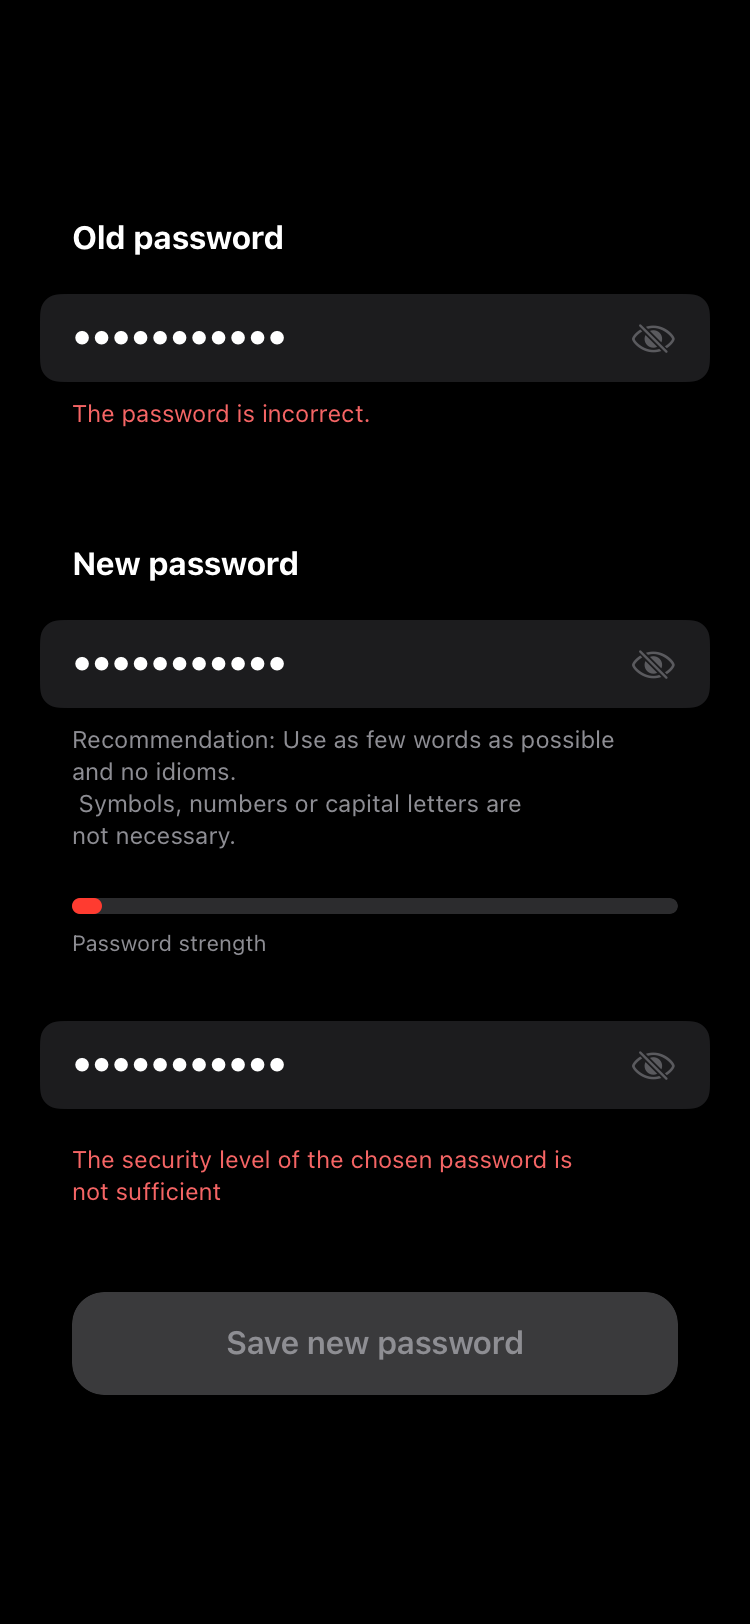 Old password
•••••••••••
The password is incorrect.
New password
•••••••••••
Recommendation: Use as few words as possible
and no idioms.
Symbols, numbers or capital letters are
not necessary.
Password strength
•••••••••••
The security level of the chosen password is
not sufficient
Save new password